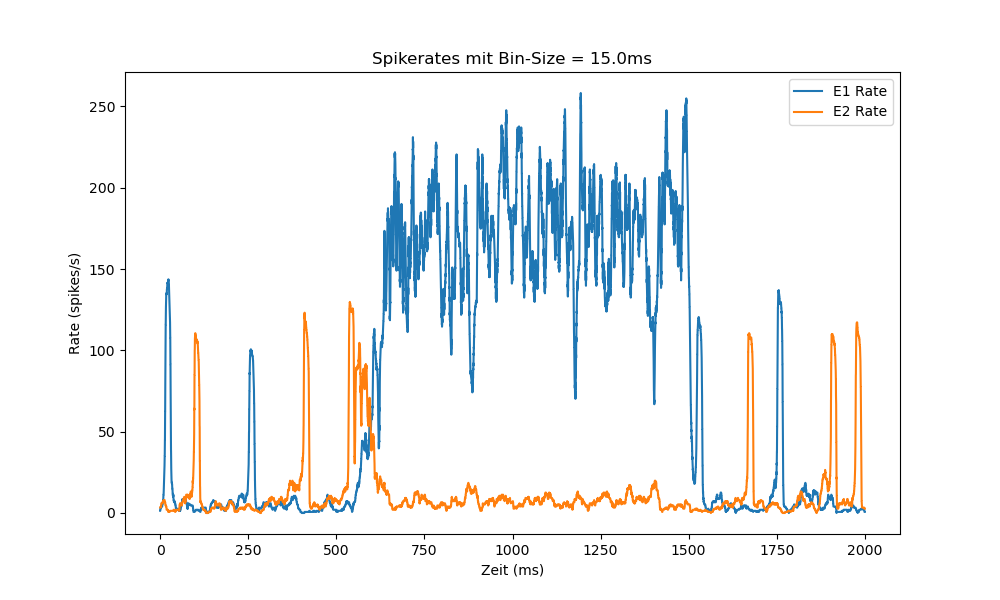 Spikerates mit Bin-Size = 15.0ms
E1 Rate
E2 Rate
Rate (spikes/s)
250
200
150
100
50
0
0 250 500 750 1000 1250 1500 1750 2000
Zeit (ms)